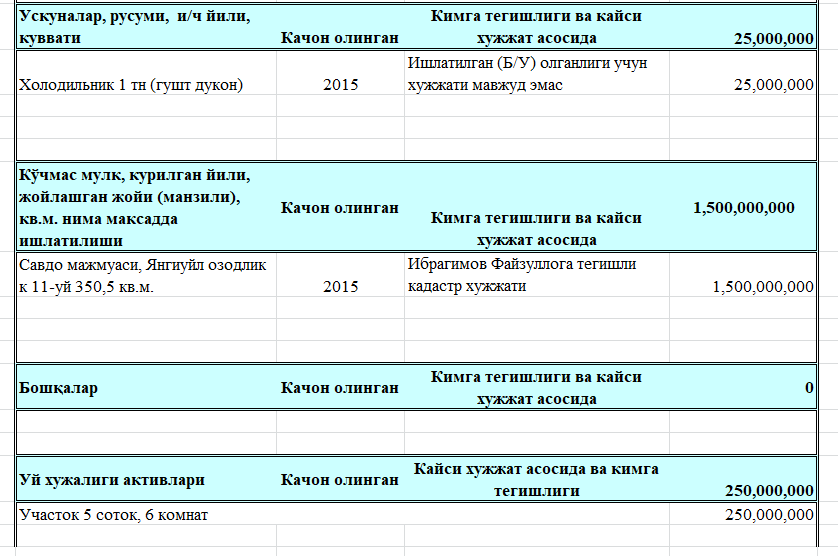 Ускуналар, русуми, и/ч йили,
куввати
Качон олинган
Кимга тегишлиги ва кайси
хужжат асосида
25,000,000
Холодильник 1 тн (гушт дукон)
2015
Ишлатилган (Б/У) олганлиги учун
хужжати мавжуд эмас
25,000,000
Кўчмас мулк, курилган йили,
жойлашган жойи (манзили),
кв.м. нима максадда
ишлатилиши
Качон олинган
Кимга тегишлиги ва кайси
хужжат асосида
1,500,000,000
Савдо мажмуаси, Янгиуйл озодлик
к 11-уй 350,5 кв.м.
2015
Ибрагимов Файзуллога тегишли
кадастр хужжати
1,500,000,000
Бошқалар
Качон олинган
Кимга тегишлиги ва кайси
хужжат асосида
0
Уй хужалиги активлари
Качон олинган
Кайси хужжат асосида ва кимга
тегишлиги
250,000,000
Участок 5 соток, 6 комнат
250,000,000